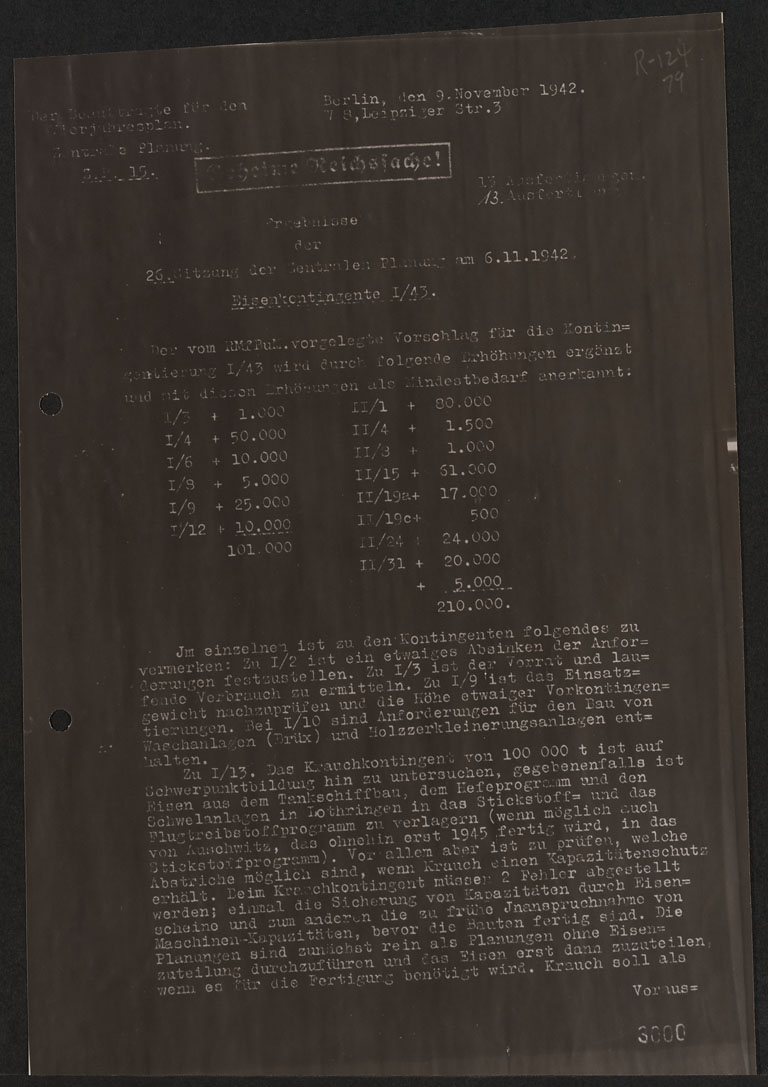 R-124
79
Der Beauftragte für den
Vierjahresplan.
Zentrale Planung.
Z.P. 15.
Berlin, den 9.November 1942.
7 8,Leipziger Str.3
Geheime Reichssache!
15 Ausfertigungen.
13. Ausfertigung
Ergebnisse
der
26.Sitzung der Zentralen Planung am 6.11.1942.
Eisenkontingente I/43.
Der vom RMfBuM.vorgelegte Vorschlag für die Kontin=
gentierung I/43 wird durch folgende Erhöhungen ergänzt
und mit diesen Erhöhungen als Mindestbedarf anerkannt:
I/3 + 1.000 II/1 + 80.000
I/4 + 50.000 II/4 + 1.500
I/6 + 10.000 II/8 + 1.000
I/8 + 5.000 II/15 + 61.000
I/9 + 25.000 II/19a+ 17.000
I/12 + 10.000 II/19c+ 500
101.000 II/24 + 24.000
II/31 + 20.000
+ 5.000
210.000.
Jm einzelnen ist zu den Kontingenten folgendes zu
vermerken: Zu I/2 ist ein etwaiges Absinken der Anfor=
derungen festzustellen. Zu I/3 ist der Vorrat und lau=
fende Verbrauch zu ermitteln. Zu I/9 ist das Einsatz=
gewicht nachzuprüfen und die Höhe etwaiger Vorkontingen=
tierungen. Bei I/10 sind Anforderungen für den Bau von
Waschanlagen (Brüx) und Holzzerkleinerungsanlagen ent=
halten.
Zu I/13. Das Krauchkontingent von 100 000 t ist auf
Schwerpunktbildung hin zu untersuchen, gegebenenfalls ist
Eisen aus dem Tankschiffbau, dem Hefeprogramm und den
Schwelanlagen in Lothringen in das Stickstoff= und das
Flugtreibstoffprogramm zu verlagern (wenn möglich auch
von Auschwitz, das ohnehin erst 1945 fertig wird, in das
Stickstoffprogramm). Vor allem aber ist zu prüfen, welche
Abstriche möglich sind, wenn Krauch einen Kapazitätenschutz
erhält. Beim Krauchkontingent müssen 2 Fehler abgestellt
werden; einmal die Sicherung von Kapazitäten durch Eisen=
scheine und zum anderen die zu frühe Jnanspruchnahme von
Maschinen-Kapazitäten, bevor die Bauten fertig sind. Die
Planungen sind zunächst rein als Planungen ohne Eisen=
zuteilung durchzuführen und das Eisen erst dann zuzuteilen,
wenn es für die Fertigung benötigt wird. Krauch soll als
Voraus=
3000